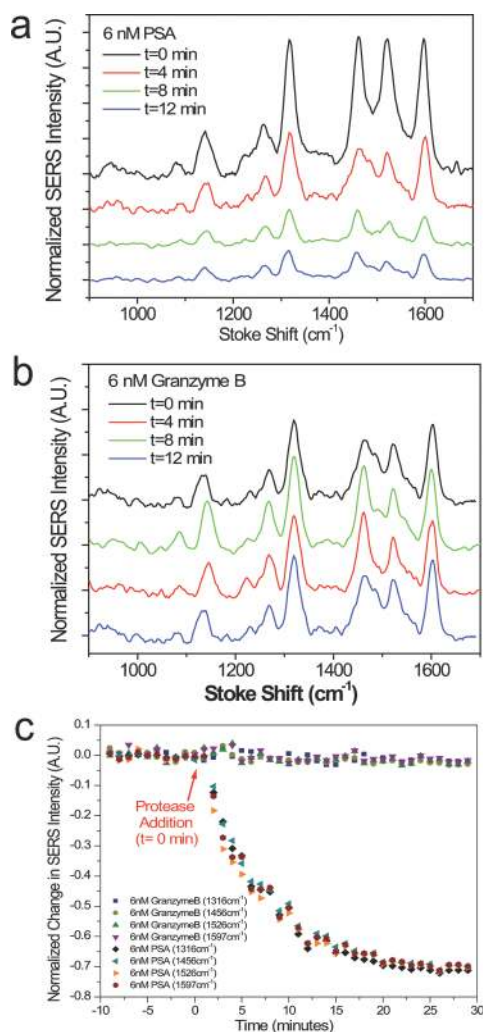 a
6 nM PSA
t=0 min
t=4 min
t=8 min
t=12 min
Normalized SERS Intensity (A.U.)
1000 1200 1400 1600
Stoke Shift (cm⁻¹)
b
6 nM Granzyme B
t=0 min
t=4 min
t=8 min
t=12 min
Normalized SERS Intensity (A.U.)
1000 1200 1400 1600
Stoke Shift (cm⁻¹)
c
Normalized Change in SERS Intensity (A.U.)
0.1
0.0
-0.1
-0.2
-0.3
-0.4
-0.5
-0.6
-0.7
-0.8
Protease
Addition
(t= 0 min)
6nM GranzymeB (1316cm⁻¹)
6nM GranzymeB (1456cm⁻¹)
6nM GranzymeB (1526cm⁻¹)
6nM GranzymeB (1597cm⁻¹)
6nM PSA (1316cm⁻¹)
6nM PSA (1456cm⁻¹)
6nM PSA (1526cm⁻¹)
6nM PSA (1597cm⁻¹)
-10 -5 0 5 10 15 20 25 30
Time (minutes)